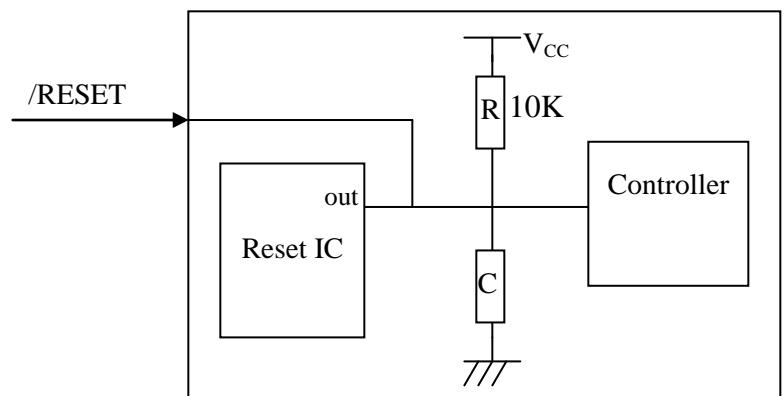 V_CC
/RESET
R 10K
Controller
out
Reset IC
C